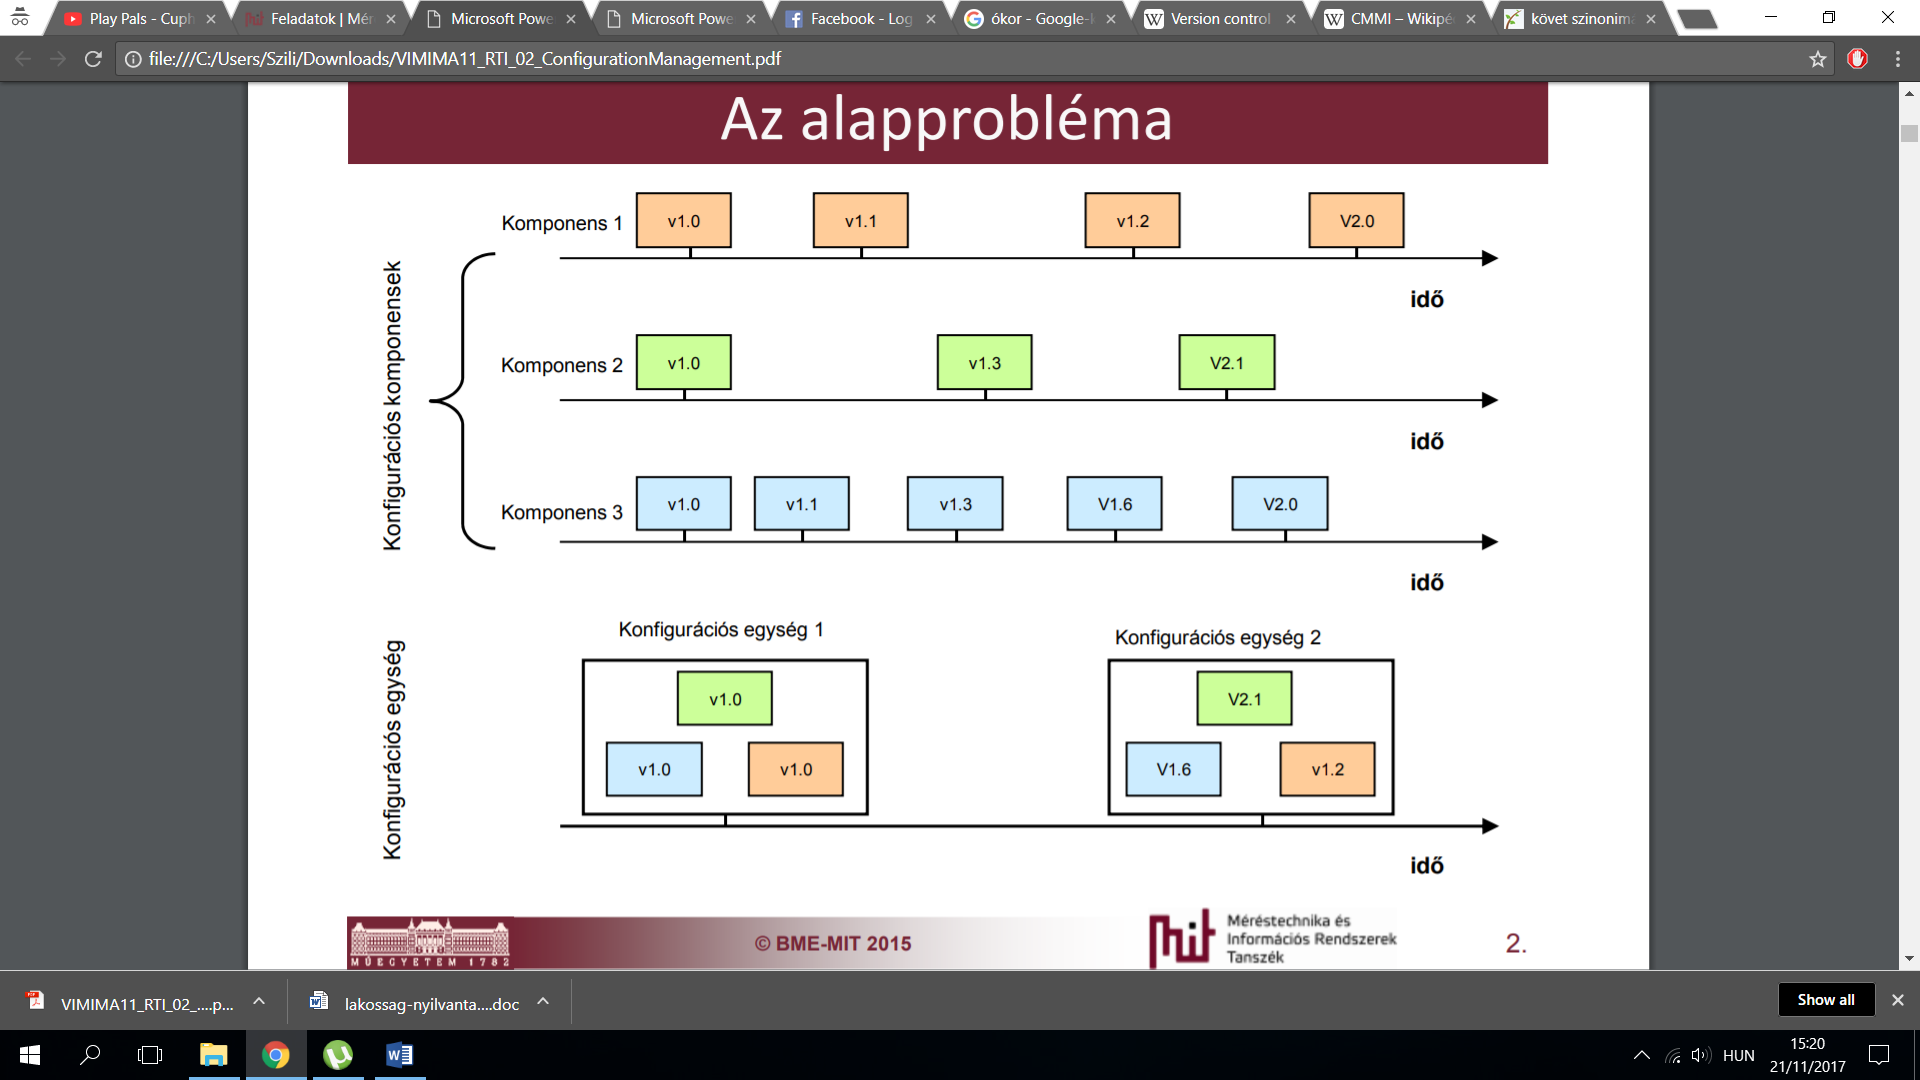 Play Pals - Cuph
Feladatok | Mér
Microsoft Powe
Microsoft Powe
Facebook - Log
ókor - Google-k
Version control
CMMI – Wikipé
követ szinonima
file:///C:/Users/Szili/Downloads/VIMIMA11_RTI_02_ConfigurationManagement.pdf
Az alapprobléma
Konfigurációs komponensek
Komponens 1
v1.0
v1.1
v1.2
V2.0
idő
Komponens 2
v1.0
v1.3
V2.1
idő
Komponens 3
v1.0
v1.1
v1.3
V1.6
V2.0
idő
Konfigurációs egység
Konfigurációs egység 1
v1.0
v1.0
v1.0
Konfigurációs egység 2
V2.1
V1.6
v1.2
idő
MŰEGYETEM 1782
© BME-MIT 2015
mit
Méréstechnika és
Információs Rendszerek
Tanszék
2.
VIMIMA11_RTI_02_....p...
lakossag-nyilvanta....doc
Show all
HUN
15:20
21/11/2017